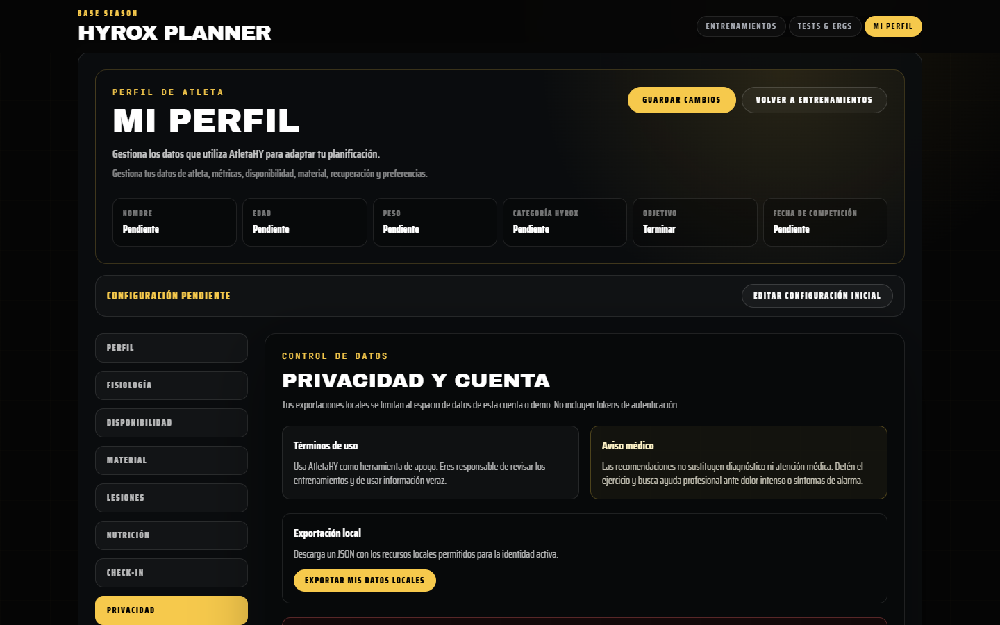 BASE SEASON
HYROX PLANNER
ENTRENAMIENTOS
TESTS & ERGS
MI PERFIL
PERFIL DE ATLETA
MI PERFIL
GUARDAR CAMBIOS
VOLVER A ENTRENAMIENTOS
Gestiona los datos que utiliza AtletaHY para adaptar tu planificación.
Gestiona tus datos de atleta, métricas, disponibilidad, material, recuperación y preferencias.
NOMBRE
Pendiente
EDAD
Pendiente
PESO
Pendiente
CATEGORÍA HYROX
Pendiente
OBJETIVO
Terminar
FECHA DE COMPETICIÓN
Pendiente
CONFIGURACIÓN PENDIENTE
EDITAR CONFIGURACIÓN INICIAL
PERFIL
FISIOLOGÍA
DISPONIBILIDAD
MATERIAL
LESIONES
NUTRICIÓN
CHECK-IN
PRIVACIDAD
CONTROL DE DATOS
PRIVACIDAD Y CUENTA
Tus exportaciones locales se limitan al espacio de datos de esta cuenta o demo. No incluyen tokens de autenticación.
Términos de uso
Usa AtletaHY como herramienta de apoyo. Eres responsable de revisar los
entrenamientos y de usar información veraz.
Aviso médico
Las recomendaciones no sustituyen diagnóstico ni atención médica. Detén el
ejercicio y busca ayuda profesional ante dolor intenso o síntomas de alarma.
Exportación local
Descarga un JSON con los recursos locales permitidos para la identidad activa.
EXPORTAR MIS DATOS LOCALES